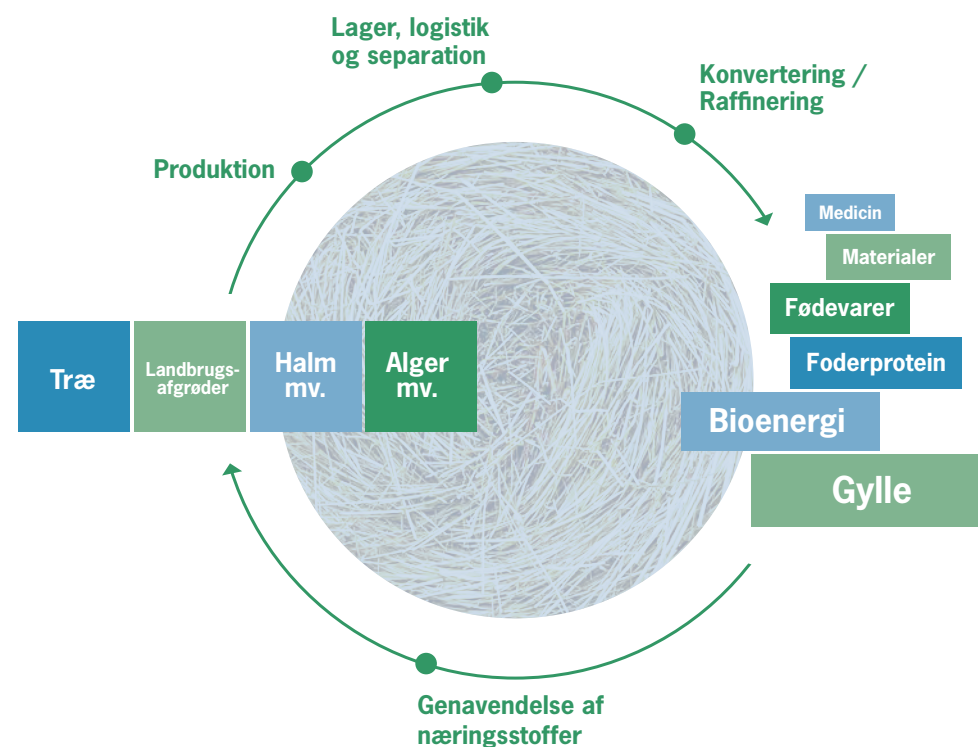 Lager, logistik
og separation
Konvertering /
Raffinering
Produktion
Medicin
Materialer
Fødevarer
Foderprotein
Bioenergi
Gylle
Træ
Landbrugs-
afgrøder
Halm
mv.
Alger
mv.
Genavendelse af
næringsstoffer